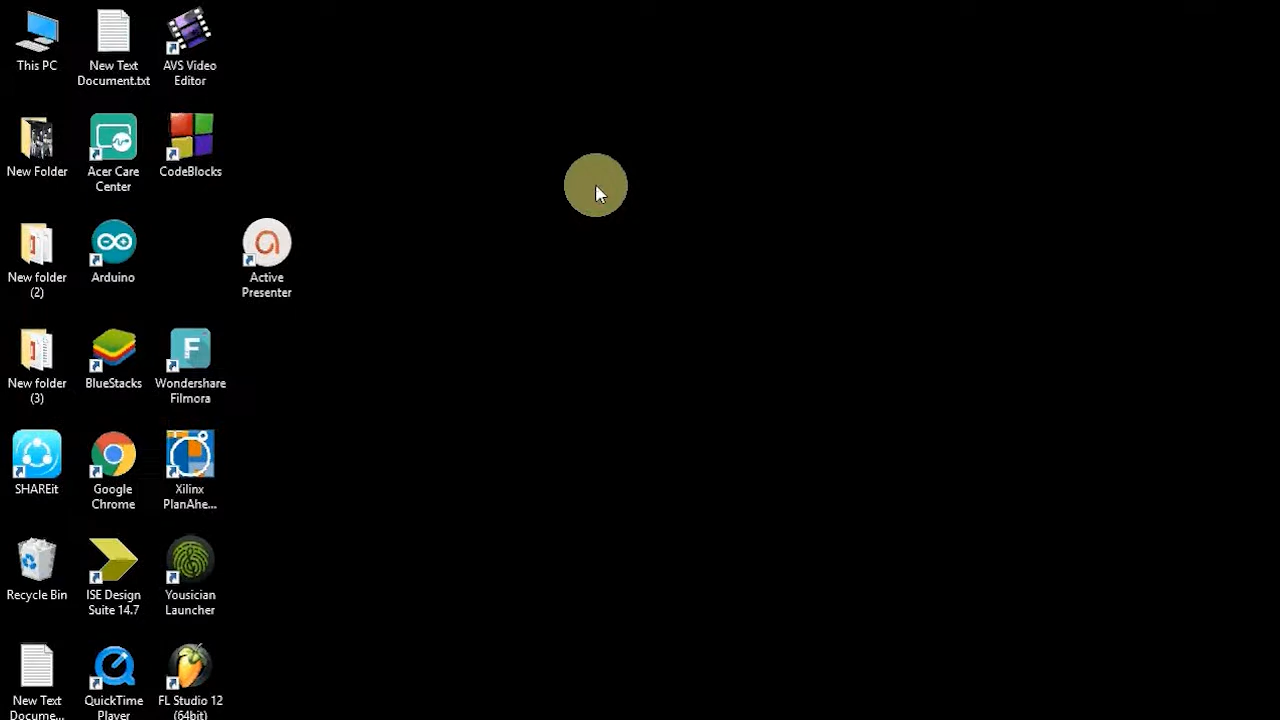 This PC
New Text
Document.txt
AVS Video
Editor
New Folder
Acer Care
Center
CodeBlocks
New folder
(2)
Arduino
Active
Presenter
New folder
(3)
BlueStacks
Wondershare
Filmora
SHAREit
Google
Chrome
Xilinx
PlanAhe...
Recycle Bin
ISE Design
Suite 14.7
Yousician
Launcher
New Text
Docume...
QuickTime
Player
FL Studio 12
(64bit)